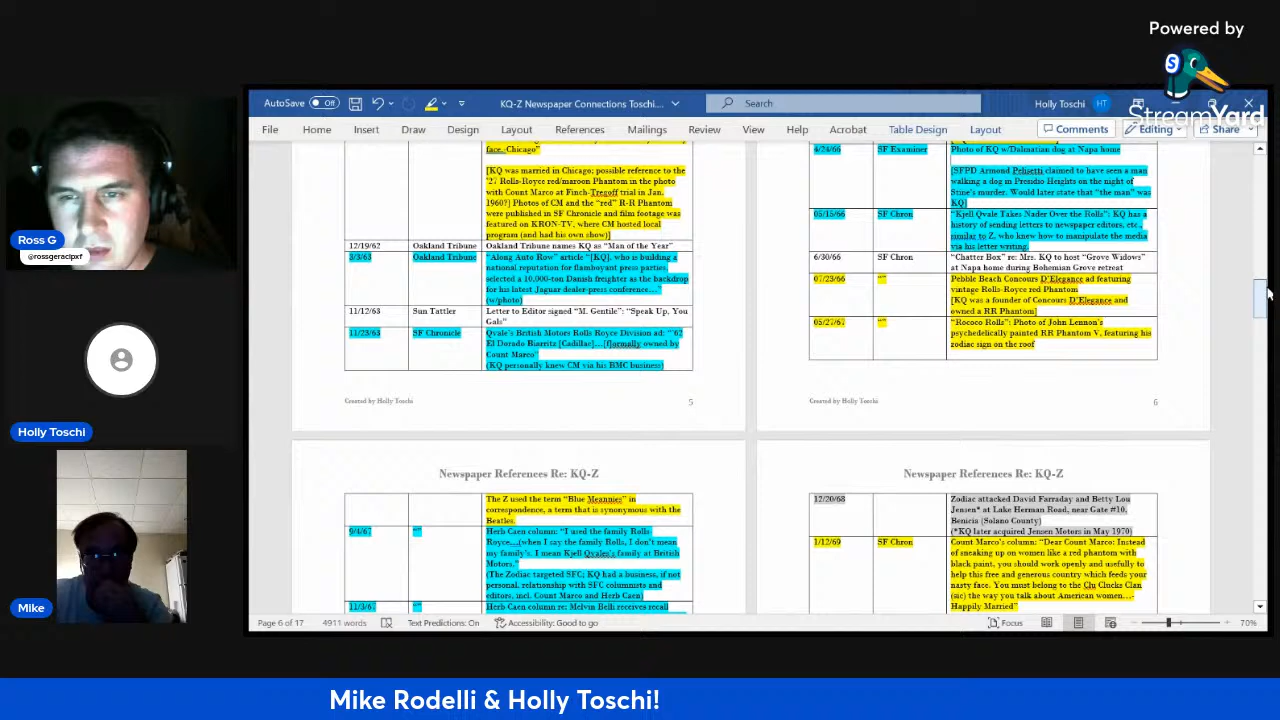 Powered by
S
StreamYard
AutoSave Off
KQ-Z Newspaper Connections Toschi...
Search
Holly Toschi HT
File Home Insert Draw Design Layout References Mailings Review View Help Acrobat Table Design Layout Comments Editing Share
face.-Chicago"
[KQ was married in Chicago; possible reference to the
'27 Rolls-Royce red/maroon Phantom in the photo
with Count Marco at Finch-Tregoff trial in Jan.
1960?] Photos of CM and the "red" R-R Phantom
were published in SF Chronicle and film footage was
featured on KRON-TV, where CM hosted local
program (and had his own show)]
12/19/62 Oakland Tribune Oakland Tribune names KQ as "Man of the Year"
3/3/63 Oakland Tribune "Along Auto Row" article "[KQ], who is building a
national reputation for flamboyant press parties,
selected a 10,000-ton Danish freighter as the backdrop
for his latest Jaguar dealer-press conference..."
(w/photo)
11/12/63 Sun Tattler Letter to Editor signed "M. Gentile": "Speak Up, You
Gals"
11/23/63 SF Chronicle Qvale's British Motors Rolls Royce Division ad: "'62
El Dorado Biarritz [Cadillac]...[f]ormally owned by
Count Marco"
(KQ personally knew CM via his BMC business)
Created by Holly Toschi 5
4/24/66 SF Examiner Photo of KQ w/Dalmatian dog at Napa home
[SFPD Armond Pelisetti claimed to have seen a man
walking a dog in Presidio Heights on the night of
Stine's murder. Would later state that "the man" was
KQ]
05/15/66 SF Chron "Kjell Qvale Takes Nader Over the Rolls": KQ has a
history of sending letters to newspaper editors, etc.,
similar to Z, who knew how to manipulate the media
via his letter writing.
6/30/66 SF Chron "Chatter Box" re: Mrs. KQ to host "Grove Widows"
at Napa home during Bohemian Grove retreat
07/23/66 "" Pebble Beach Concours D'Elegance ad featuring
vintage Rolls-Royce red Phantom
[KQ was a founder of Concours D'Elegance and
owned a RR Phantom]
05/27/67 "" "Rococo Rolls": Photo of John Lennon's
psychedelically painted RR Phantom V, featuring his
zodiac sign on the roof
Created by Holly Toschi 6
Newspaper References Re: KQ-Z
The Z used the term "Blue Meannies" in
correspondence, a term that is synonymous with the
Beatles.
9/4/67 "" Herb Caen column: "I used the family Rolls-
Royce...(when I say the family Rolls, I don't mean
my family's. I mean Kjell Qvales's family at British
Motors."
(The Zodiac targeted SFC; KQ had a business, if not
personal, relationship with SFC columnists and
editors, incl. Count Marco and Herb Caen)
11/3/67 "" Herb Caen column re: Melvin Belli receives recall
Newspaper References Re: KQ-Z
12/20/68 Zodiac attacked David Farraday and Betty Lou
Jensen* at Lake Herman Road, near Gate #10,
Benicia (Solano County)
(*KQ later acquired Jensen Motors in May 1970)
1/12/69 SF Chron Count Marco's column: "Dear Count Marco: Instead
of sneaking up on women like a red phantom with
black paint, you should work openly and usefully to
help this free and generous country which feeds your
nasty face. You must belong to the Clu Clucks Clan
(sic) the way you talk about American women...-
Happily Married"
Page 6 of 17 4911 words Text Predictions: On Accessibility: Good to go Focus 70%
Ross G
@rossgeracipxf
Holly Toschi
Mike
Mike Rodelli & Holly Toschi!